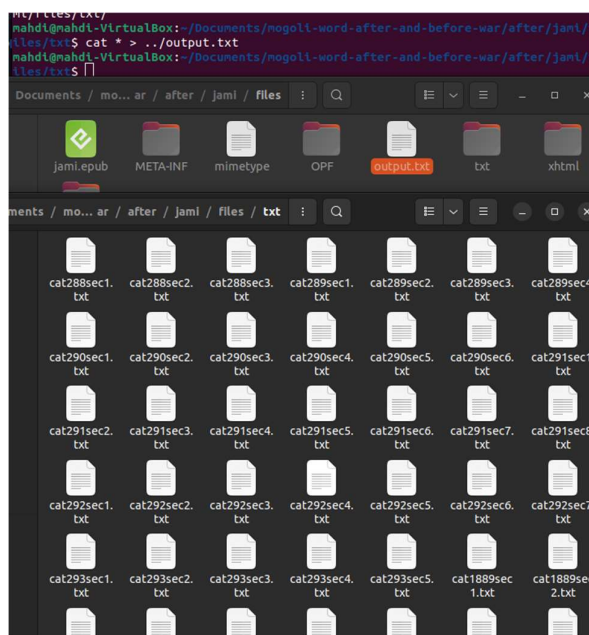 Mi/files/txt/
mahdi@mahdi-VirtualBox:~/Documents/mogoli-word-after-and-before-war/after/jami/
files/txt$ cat * > ../output.txt
mahdi@mahdi-VirtualBox:~/Documents/mogoli-word-after-and-before-war/after/jami/
files/txt$
Documents / mo... ar / after / jami / files
jami.epub META-INF mimetype OPF output.txt txt xhtml
ments / mo... ar / after / jami / files / txt
cat288sec1. cat288sec2. cat288sec3. cat289sec1. cat289sec2. cat289sec3. cat289sec4
txt txt txt txt txt txt txt
cat290sec1. cat290sec2. cat290sec3. cat290sec4. cat290sec5. cat290sec6. cat291sec1
txt txt txt txt txt txt txt
cat291sec2. cat291sec3. cat291sec4. cat291sec5. cat291sec6. cat291sec7. cat291sec8
txt txt txt txt txt txt txt
cat292sec1. cat292sec2. cat292sec3. cat292sec4. cat292sec5. cat292sec6. cat292sec7
txt txt txt txt txt txt txt
cat293sec1. cat293sec2. cat293sec3. cat293sec4. cat293sec5. cat1889sec cat1889se
txt txt txt txt txt 1.txt 2.txt